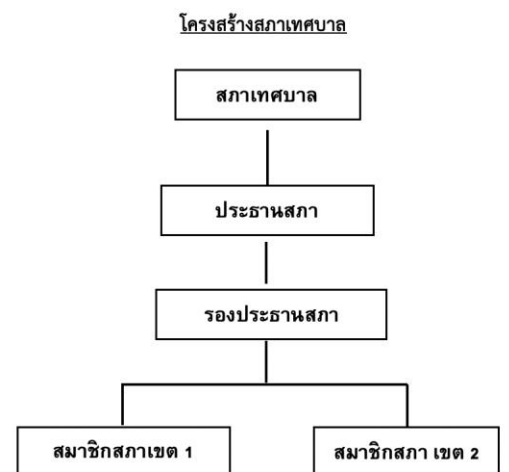 โครงสร้างสภาเทศบาล
สภาเทศบาล
ประธานสภา
รองประธานสภา
สมาชิกสภาเขต 1
สมาชิกสภา เขต 2